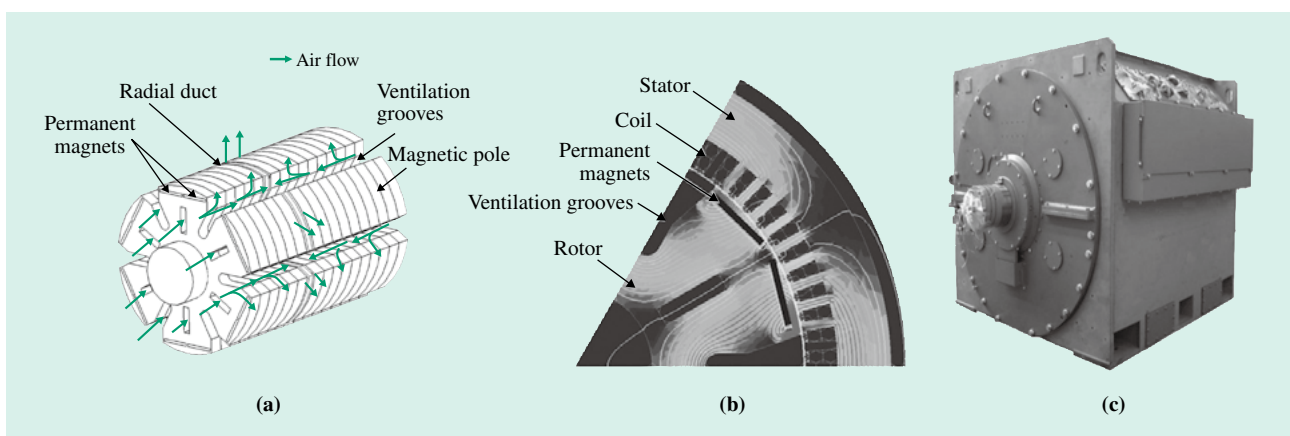 Air flow
Radial duct
Permanent
magnets
Ventilation
grooves
Magnetic pole
(a)
Stator
Coil
Permanent
magnets
Ventilation grooves
Rotor
(b)
(c)